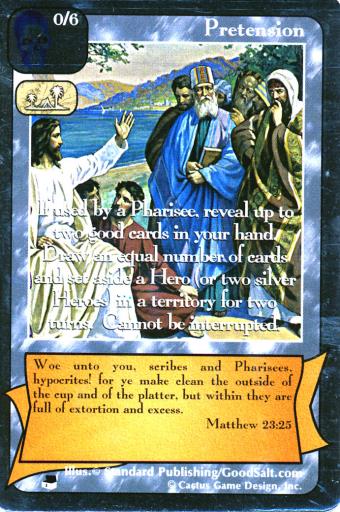 0/6
Pretension
If used by a Pharisee, reveal up to
two good cards in your hand.
Draw an equal number of cards
and set aside a Hero (or two silver
Heroes) in a territory for two
turns. Cannot be interrupted.
Woe unto you, scribes and Pharisees,
hypocrites! for ye make clean the outside of
the cup and of the platter, but within they are
full of extortion and excess.
Matthew 23:25
Illus.© Standard Publishing/GoodSalt.com
© Cactus Game Design, Inc.